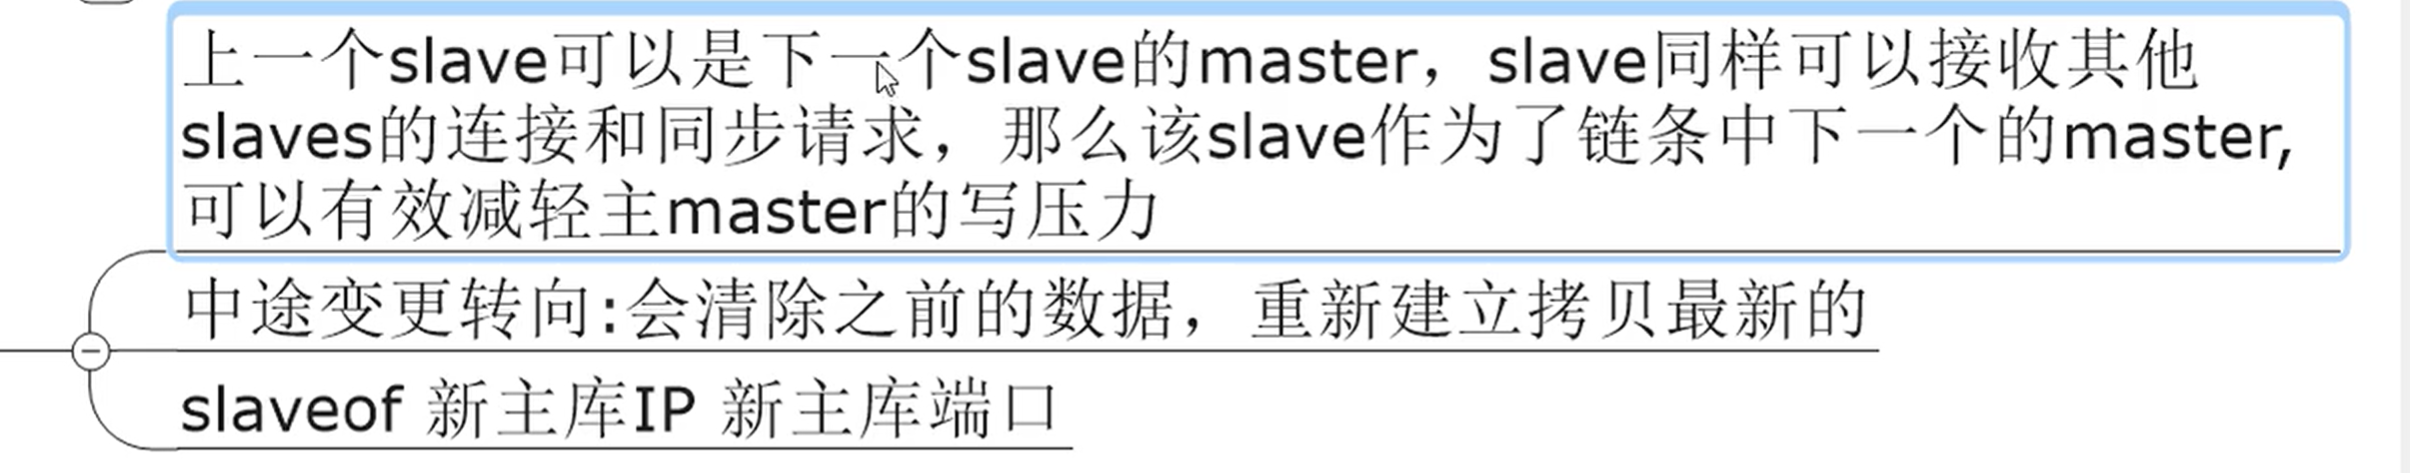 上一个slave可以是下一个slave的master，slave同样可以接收其他
slaves的连接和同步请求，那么该slave作为了链条中下一个的master,
可以有效减轻主master的写压力
中途变更转向:会清除之前的数据，重新建立拷贝最新的
slaveof 新主库IP 新主库端口